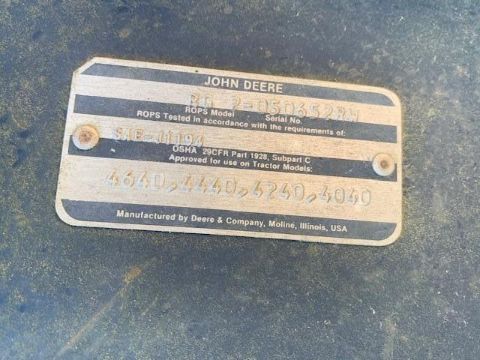 JOHN DEERE
ROPS Model Serial No.
ROPS Tested in accordance with the requirements of:
OSHA 29CFR Part 1928, Subpart C
Approved for use on Tractor Models:
4640,4440,4240,4040
Manufactured by Deere & Company, Moline, Illinois, USA